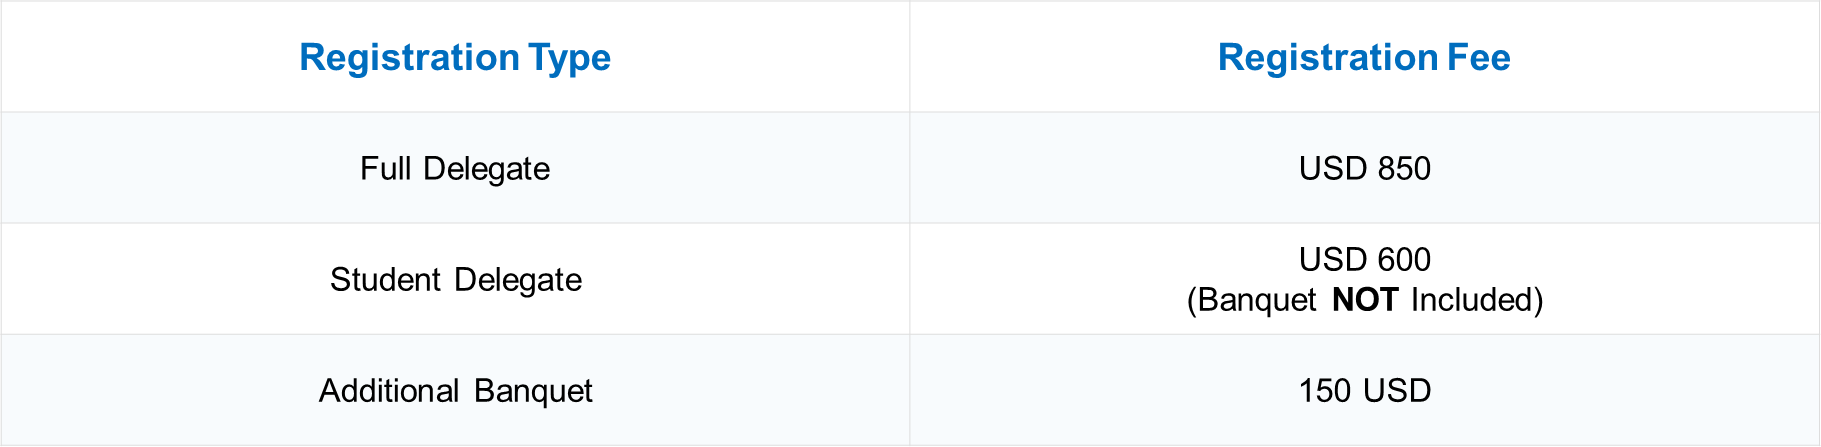 Registration Type Registration Fee
Full Delegate USD 850
Student Delegate USD 600
(Banquet NOT Included)
Additional Banquet 150 USD